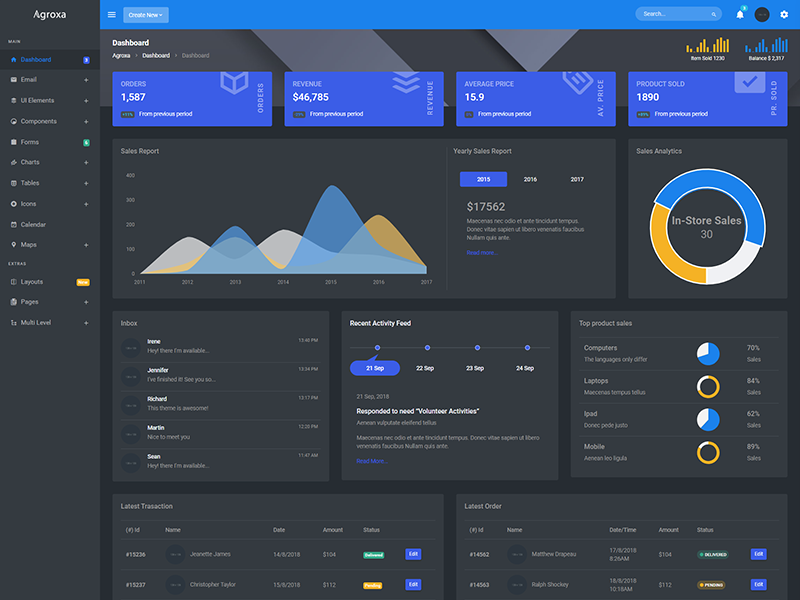 Agroxa
Create New
Search...
3
MAIN
Dashboard
3
Email
UI Elements
Components
Forms
6
Charts
Tables
Icons
Calendar
Maps
EXTRAS
Layouts
New
Pages
Multi Level
Dashboard
Agroxa > Dashboard > Dashboard
Item Sold 1230
Balance $ 2,317
ORDERS
1,587
From previous period
ORDERS
REVENUE
$46,785
From previous period
REVENUE
AVERAGE PRICE
15.9
From previous period
AV. PRICE
PRODUCT SOLD
1890
From previous period
PR. SOLD
Sales Report
400
300
200
100
0
2011 2012 2013 2014 2015 2016 2017
Yearly Sales Report
2015 2016 2017
$17562
Maecenas nec odio et ante tincidunt tempus.
Donec vitae sapien ut libero venenatis faucibus
Nullam quis ante.
Read more...
Sales Analytics
In-Store Sales
30
Inbox
Irene 13:40 PM
Hey! there I'm available...
Jennifer 13:34 PM
I've finished it! See you so...
Richard 13:17 PM
This theme is awesome!
Martin 12:20 PM
Nice to meet you
Sean 11:47 AM
Hey! there I'm available...
Recent Activity Feed
21 Sep 22 Sep 23 Sep 24 Sep
21 Sep, 2018
Responded to need "Volunteer Activities"
Aenean vulputate eleifend tellus
Maecenas nec odio et ante tincidunt tempus. Donec vitae sapien ut libero
venenatis faucibus Nullam quis ante.
Read More...
Top product sales
Computers 70%
The languages only differ Sales
Laptops 84%
Maecenas tempus tellus Sales
Ipad 62%
Donec pede justo Sales
Mobile 89%
Aenean leo ligula Sales
Latest Trasaction
(#) Id Name Date Amount Status
#15236 Jeanette James 14/8/2018 $104 Delivered Edit
#15237 Christopher Taylor 15/8/2018 $112 Pending Edit
Latest Order
(#) Id Name Date/Time Amount Status
#14562 Matthew Drapeau 17/8/2018 8:26AM $104 DELIVERED Edit
#14563 Ralph Shockey 18/8/2018 10:18AM $112 PENDING Edit